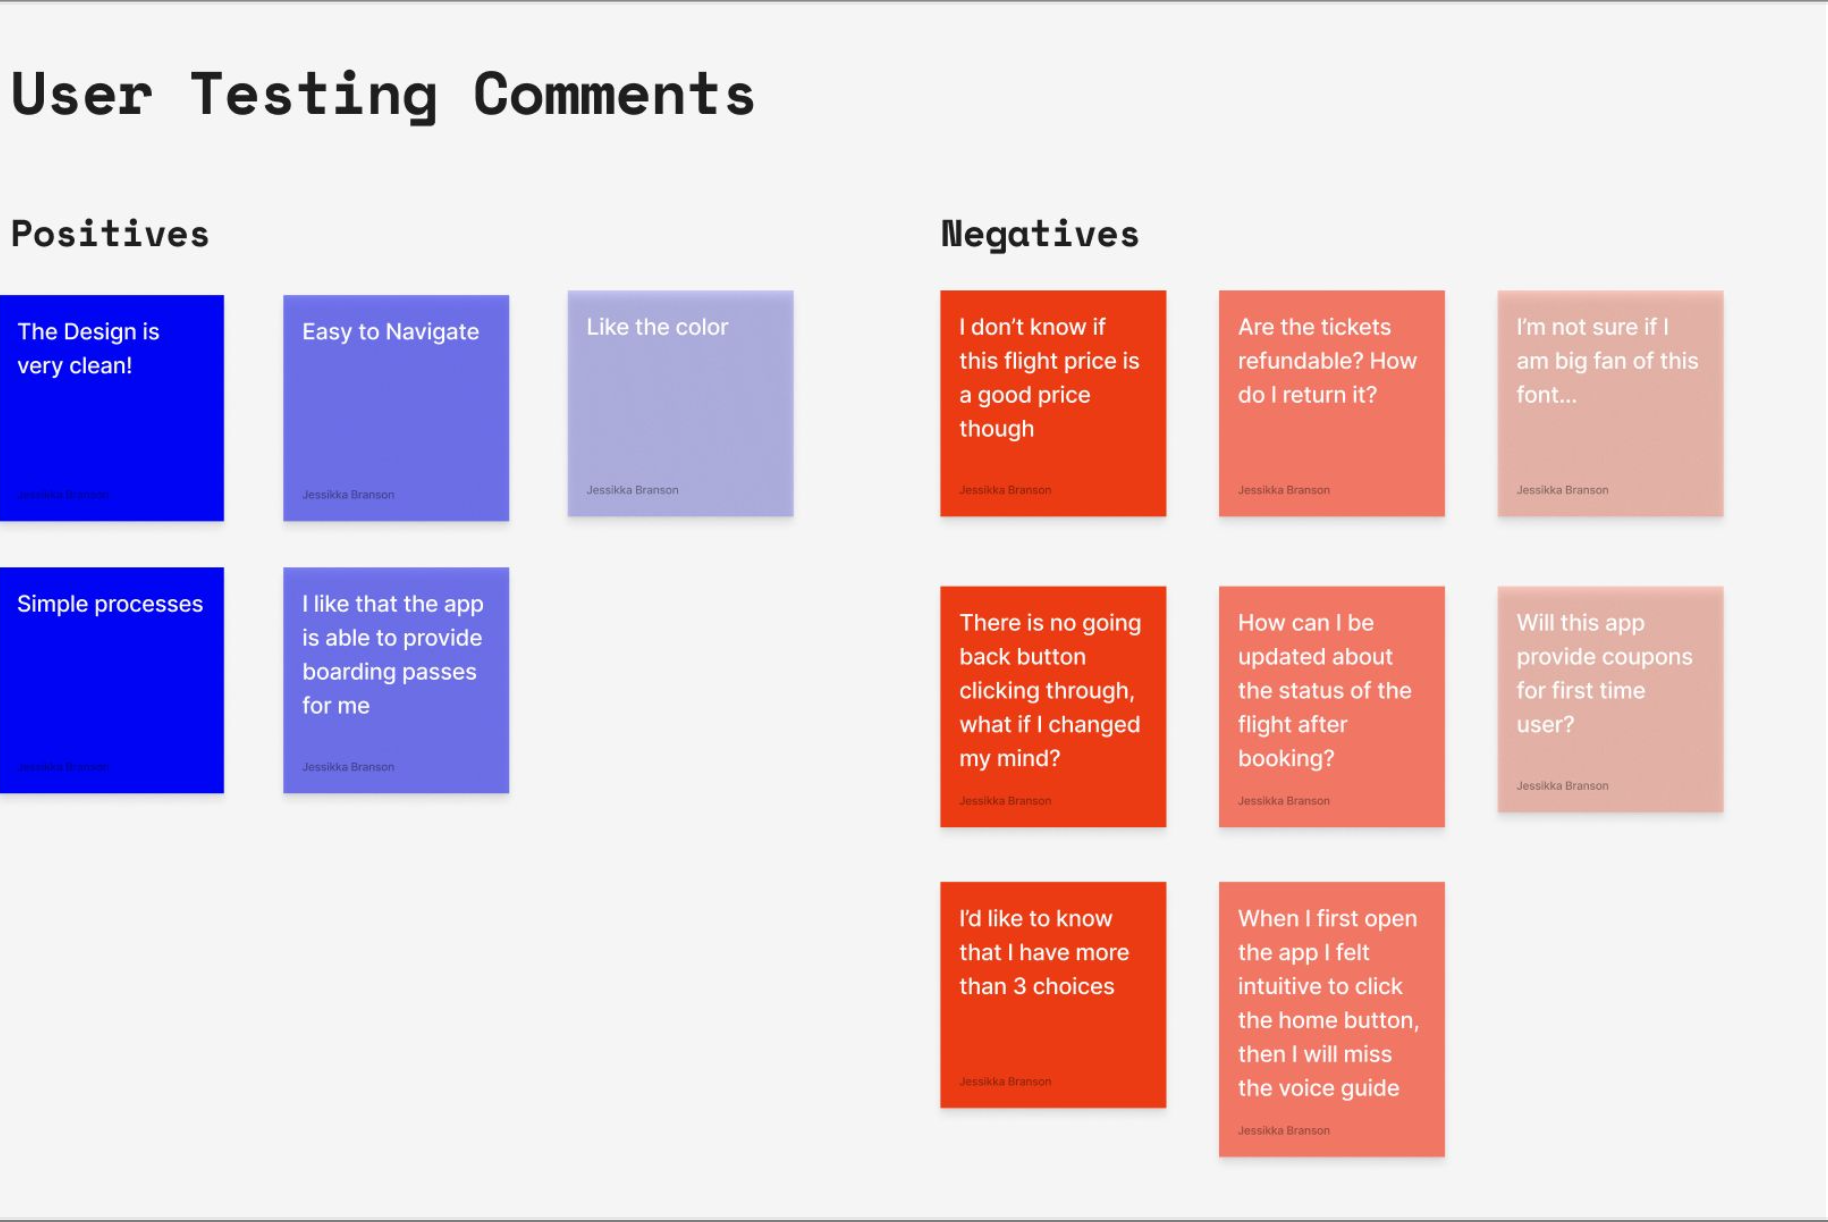 User Testing Comments
Positives
The Design is
very clean!
Jessikka Branson
Easy to Navigate
Jessikka Branson
Like the color
Jessikka Branson
Simple processes
Jessikka Branson
I like that the app
is able to provide
boarding passes
for me
Jessikka Branson
Negatives
I don’t know if
this flight price is
a good price
though
Jessikka Branson
Are the tickets
refundable? How
do I return it?
Jessikka Branson
I’m not sure if I
am big fan of this
font...
Jessikka Branson
There is no going
back button
clicking through,
what if I changed
my mind?
Jessikka Branson
How can I be
updated about
the status of the
flight after
booking?
Jessikka Branson
Will this app
provide coupons
for first time
user?
Jessikka Branson
I’d like to know
that I have more
than 3 choices
Jessikka Branson
When I first open
the app I felt
intuitive to click
the home button,
then I will miss
the voice guide
Jessikka Branson